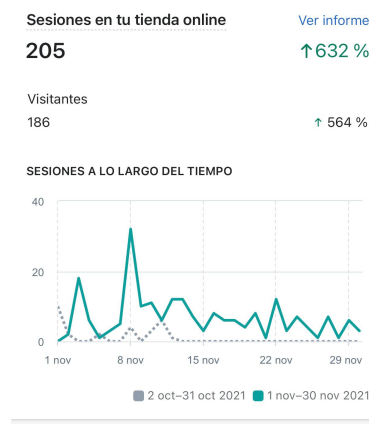 Sesiones en tu tienda online Ver informe
205 ↑632 %
Visitantes
186 ↑ 564 %
SESIONES A LO LARGO DEL TIEMPO
40
20
0
1 nov 8 nov 15 nov 22 nov 29 nov
2 oct–31 oct 2021 1 nov–30 nov 2021